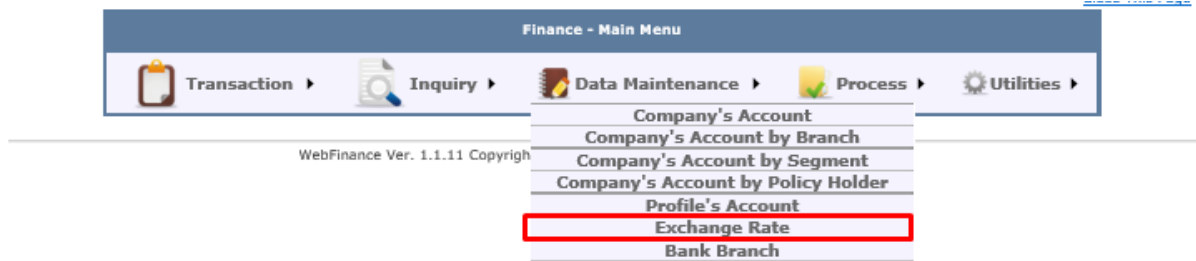 Finance - Main Menu
Transaction Inquiry Data Maintenance Process Utilities
Company's Account
Company's Account by Branch
WebFinance Ver. 1.1.11 Copyrigh
Company's Account by Segment
Company's Account by Policy Holder
Profile's Account
Exchange Rate
Bank Branch